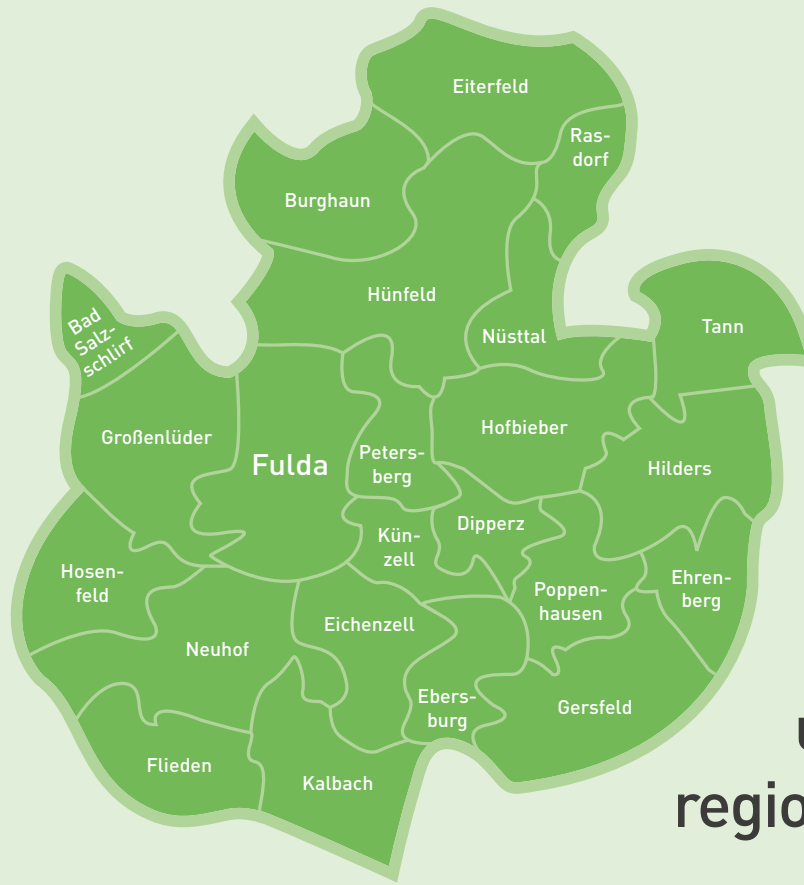 Eiterfeld
Ras-
dorf
Burghaun
Hünfeld
Nüsttal
Tann
Bad
Salz-
schlirf
Großenlüder
Fulda
Peters-
berg
Hofbieber
Hilders
Kün-
zell
Dipperz
Hosen-
feld
Poppen-
hausen
Ehren-
berg
Neuhof
Eichenzell
Ebers-
burg
Gersfeld
Flieden
Kalbach
regio